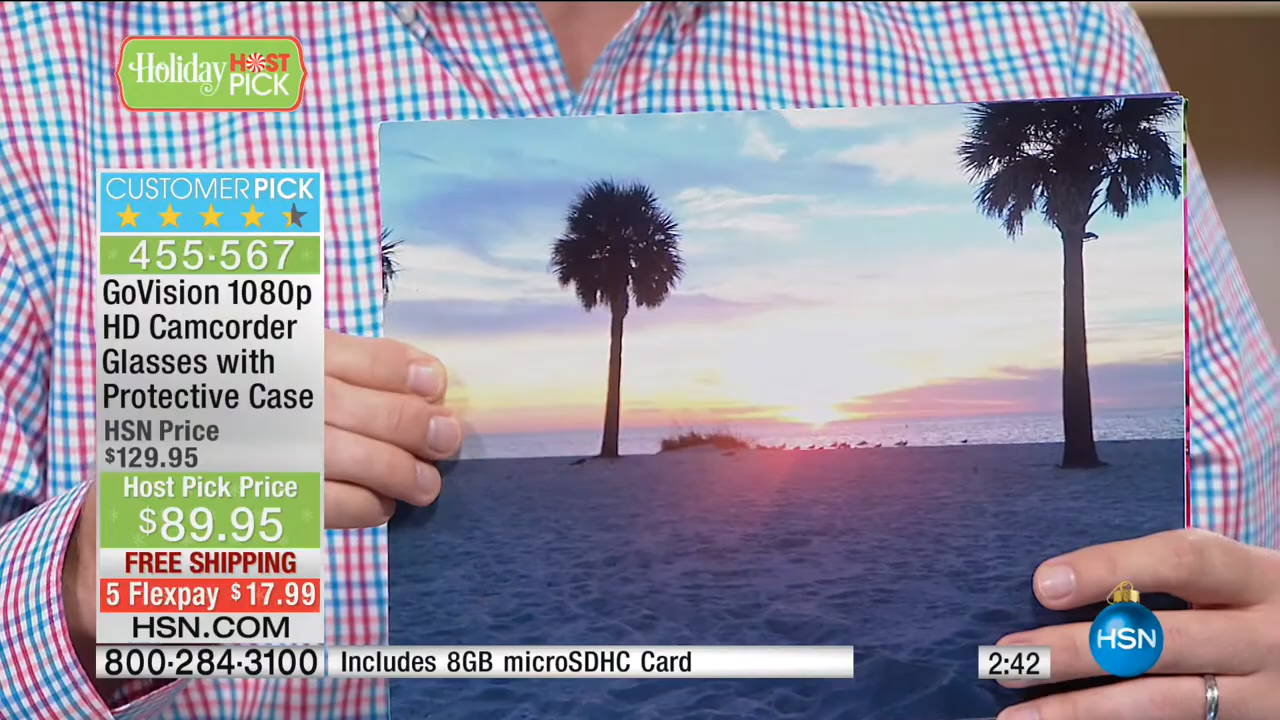 Holiday HOST
PICK
CUSTOMERPICK
455·567
GoVision 1080p
HD Camcorder
Glasses with
Protective Case
HSN Price
$129.95
Host Pick Price
$89.95
FREE SHIPPING
5 Flexpay $17.99
HSN.COM
800·284·3100
Includes 8GB microSDHC Card
2:42
HSN